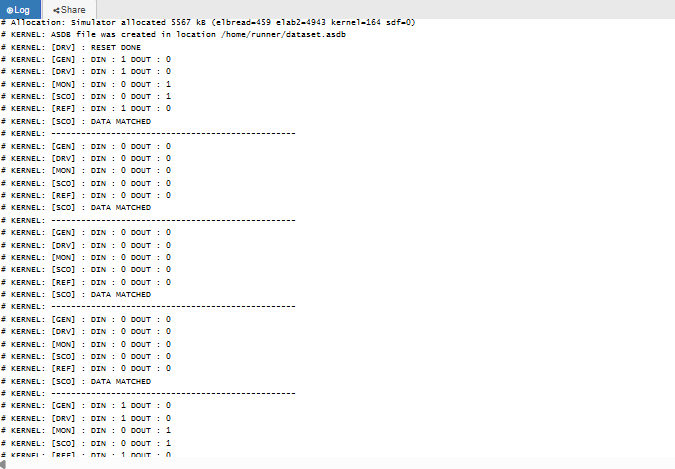 Log Share
# Allocation: Simulator allocated 5567 kB (elbread=459 elab2=4943 kernel=164 sdf=0)
# KERNEL: ASDB file was created in location /home/runner/dataset.asdb
# KERNEL: [DRV] : RESET DONE
# KERNEL: [GEN] : DIN : 1 DOUT : 0
# KERNEL: [DRV] : DIN : 1 DOUT : 0
# KERNEL: [MON] : DIN : 0 DOUT : 1
# KERNEL: [SCO] : DIN : 0 DOUT : 1
# KERNEL: [REF] : DIN : 1 DOUT : 0
# KERNEL: [SCO] : DATA MATCHED
# KERNEL: -------------------------------------------------
# KERNEL: [GEN] : DIN : 0 DOUT : 0
# KERNEL: [DRV] : DIN : 0 DOUT : 0
# KERNEL: [MON] : DIN : 0 DOUT : 0
# KERNEL: [SCO] : DIN : 0 DOUT : 0
# KERNEL: [REF] : DIN : 0 DOUT : 0
# KERNEL: [SCO] : DATA MATCHED
# KERNEL: -------------------------------------------------
# KERNEL: [GEN] : DIN : 0 DOUT : 0
# KERNEL: [DRV] : DIN : 0 DOUT : 0
# KERNEL: [MON] : DIN : 0 DOUT : 0
# KERNEL: [SCO] : DIN : 0 DOUT : 0
# KERNEL: [REF] : DIN : 0 DOUT : 0
# KERNEL: [SCO] : DATA MATCHED
# KERNEL: -------------------------------------------------
# KERNEL: [GEN] : DIN : 0 DOUT : 0
# KERNEL: [DRV] : DIN : 0 DOUT : 0
# KERNEL: [MON] : DIN : 0 DOUT : 0
# KERNEL: [SCO] : DIN : 0 DOUT : 0
# KERNEL: [REF] : DIN : 0 DOUT : 0
# KERNEL: [SCO] : DATA MATCHED
# KERNEL: -------------------------------------------------
# KERNEL: [GEN] : DIN : 1 DOUT : 0
# KERNEL: [DRV] : DIN : 1 DOUT : 0
# KERNEL: [MON] : DIN : 0 DOUT : 1
# KERNEL: [SCO] : DIN : 0 DOUT : 1
# KERNEL: [REF] : DIN : 1 DOUT : 0